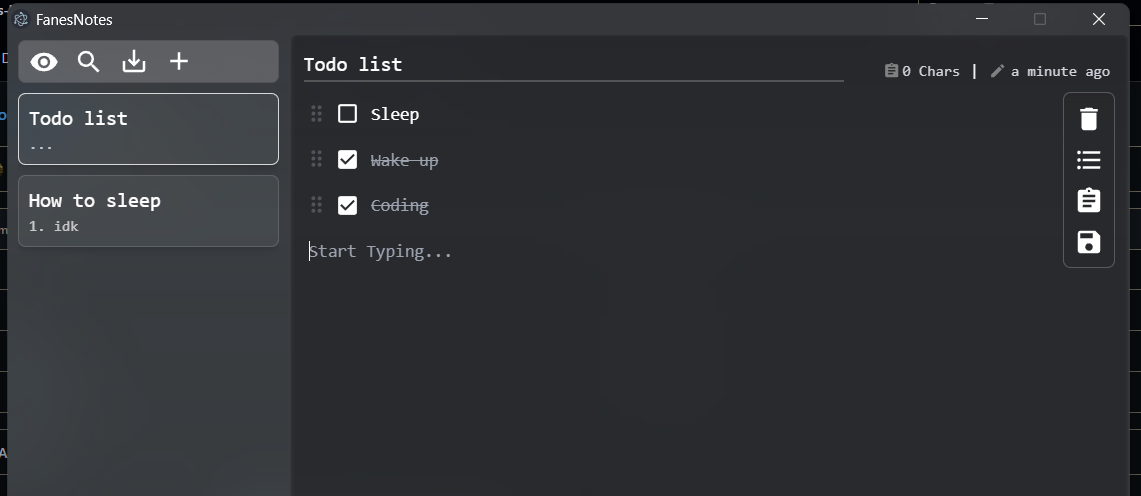 FanesNotes
Todo list
...
How to sleep
1. idk
Todo list
0 Chars | a minute ago
Sleep
Wake up
Coding
Start Typing...